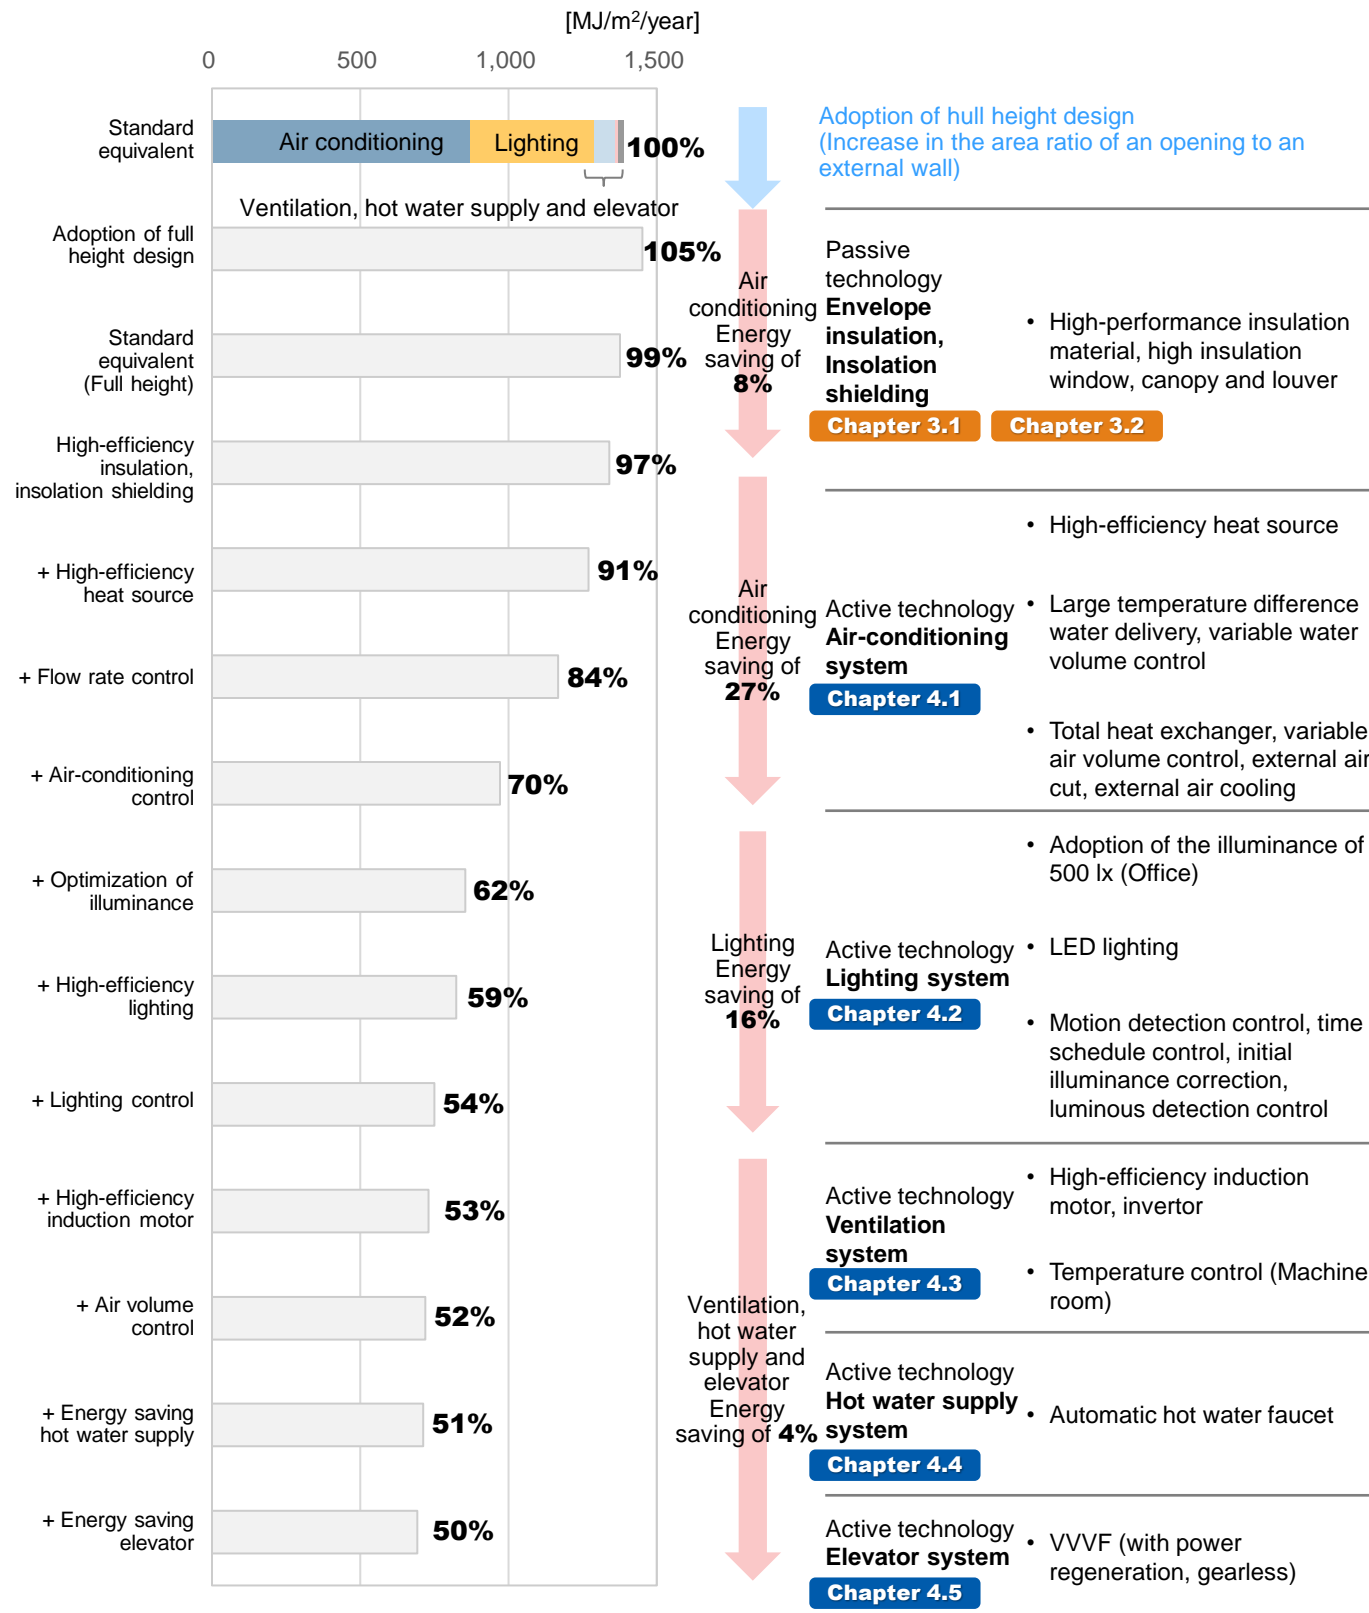 [MJ/m²/year]
0 500 1,000 1,500
Standard
equivalent
Air conditioning
Lighting
100%
Ventilation, hot water supply and elevator
Adoption of full
height design
105%
Standard
equivalent
(Full height)
99%
High-efficiency
insulation,
insolation shielding
97%
+ High-efficiency
heat source
91%
+ Flow rate control
84%
+ Air-conditioning
control
70%
+ Optimization of
illuminance
62%
+ High-efficiency
lighting
59%
+ Lighting control
54%
+ High-efficiency
induction motor
53%
+ Air volume
control
52%
+ Energy saving
hot water supply
51%
+ Energy saving
elevator
50%
Adoption of hull height design
(Increase in the area ratio of an opening to an
external wall)
Air
conditioning
Energy
saving of
8%
Passive
technology
Envelope
insulation,
Insolation
shielding
Chapter 3.1
Chapter 3.2
• High-performance insulation
material, high insulation
window, canopy and louver
Air
conditioning
Energy
saving of
27%
Active technology
Air-conditioning
system
Chapter 4.1
• High-efficiency heat source
• Large temperature difference
water delivery, variable water
volume control
• Total heat exchanger, variable
air volume control, external air
cut, external air cooling
Lighting
Energy
saving of
16%
Active technology
Lighting system
Chapter 4.2
• Adoption of the illuminance of
500 lx (Office)
• LED lighting
• Motion detection control, time
schedule control, initial
illuminance correction,
luminous detection control
Ventilation,
hot water
supply and
elevator
Energy
saving of 4%
Active technology
Ventilation
system
Chapter 4.3
• High-efficiency induction
motor, invertor
• Temperature control (Machine
room)
Active technology
Hot water supply
system
Chapter 4.4
• Automatic hot water faucet
Active technology
Elevator system
Chapter 4.5
• VVVF (with power
regeneration, gearless)